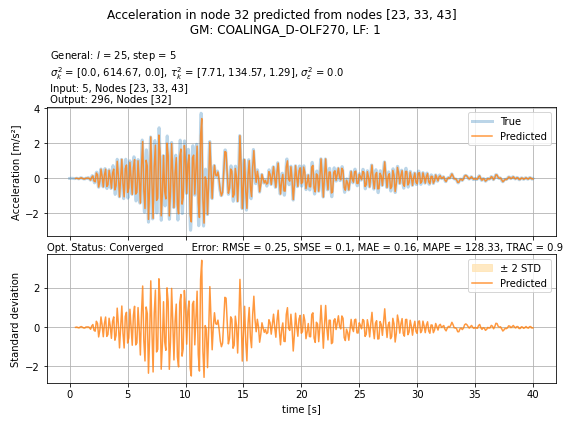 Acceleration in node 32 predicted from nodes [23, 33, 43]
GM: COALINGA_D-OLF270, LF: 1
General: l = 25, step = 5
σ²ₖ = [0.0, 614.67, 0.0], τ²ₖ = [7.71, 134.57, 1.29], σ²ₑ = 0.0
Input: 5, Nodes [23, 33, 43]
Output: 296, Nodes [32]
Acceleration [m/s²]
4
2
0
−2
True
Predicted
Opt. Status: Converged Error: RMSE = 0.25, SMSE = 0.1, MAE = 0.16, MAPE = 128.33, TRAC = 0.9
Standard deviation
2
0
−2
± 2 STD
Predicted
0 5 10 15 20 25 30 35 40
time [s]